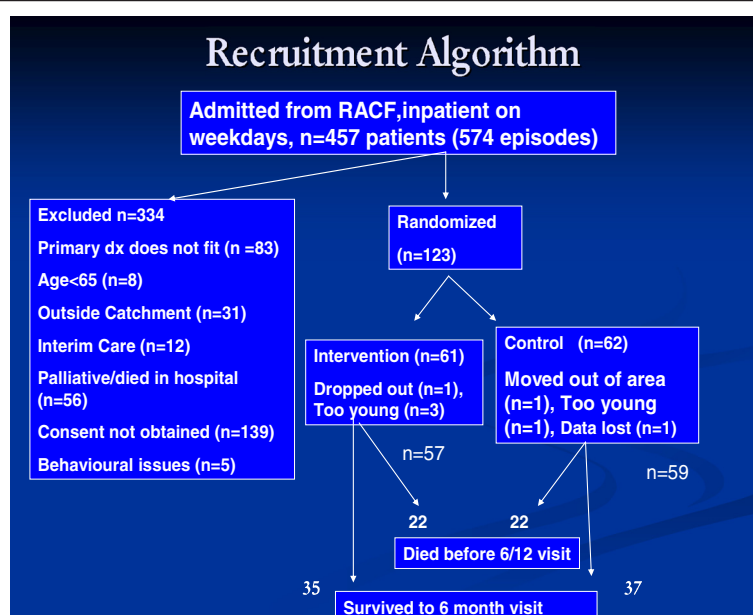 Recruitment Algorithm
Admitted from RACF,inpatient on
weekdays, n=457 patients (574 episodes)
Excluded n=334
Primary dx does not fit (n =83)
Age<65 (n=8)
Outside Catchment (n=31)
Interim Care (n=12)
Palliative/died in hospital
(n=56)
Consent not obtained (n=139)
Behavioural issues (n=5)
Randomized
(n=123)
Intervention (n=61)
Dropped out (n=1),
Too young (n=3)
Control (n=62)
Moved out of area
(n=1), Too young
(n=1), Data lost (n=1)
n=57
n=59
22
22
Died before 6/12 visit
35
37
Survived to 6 month visit